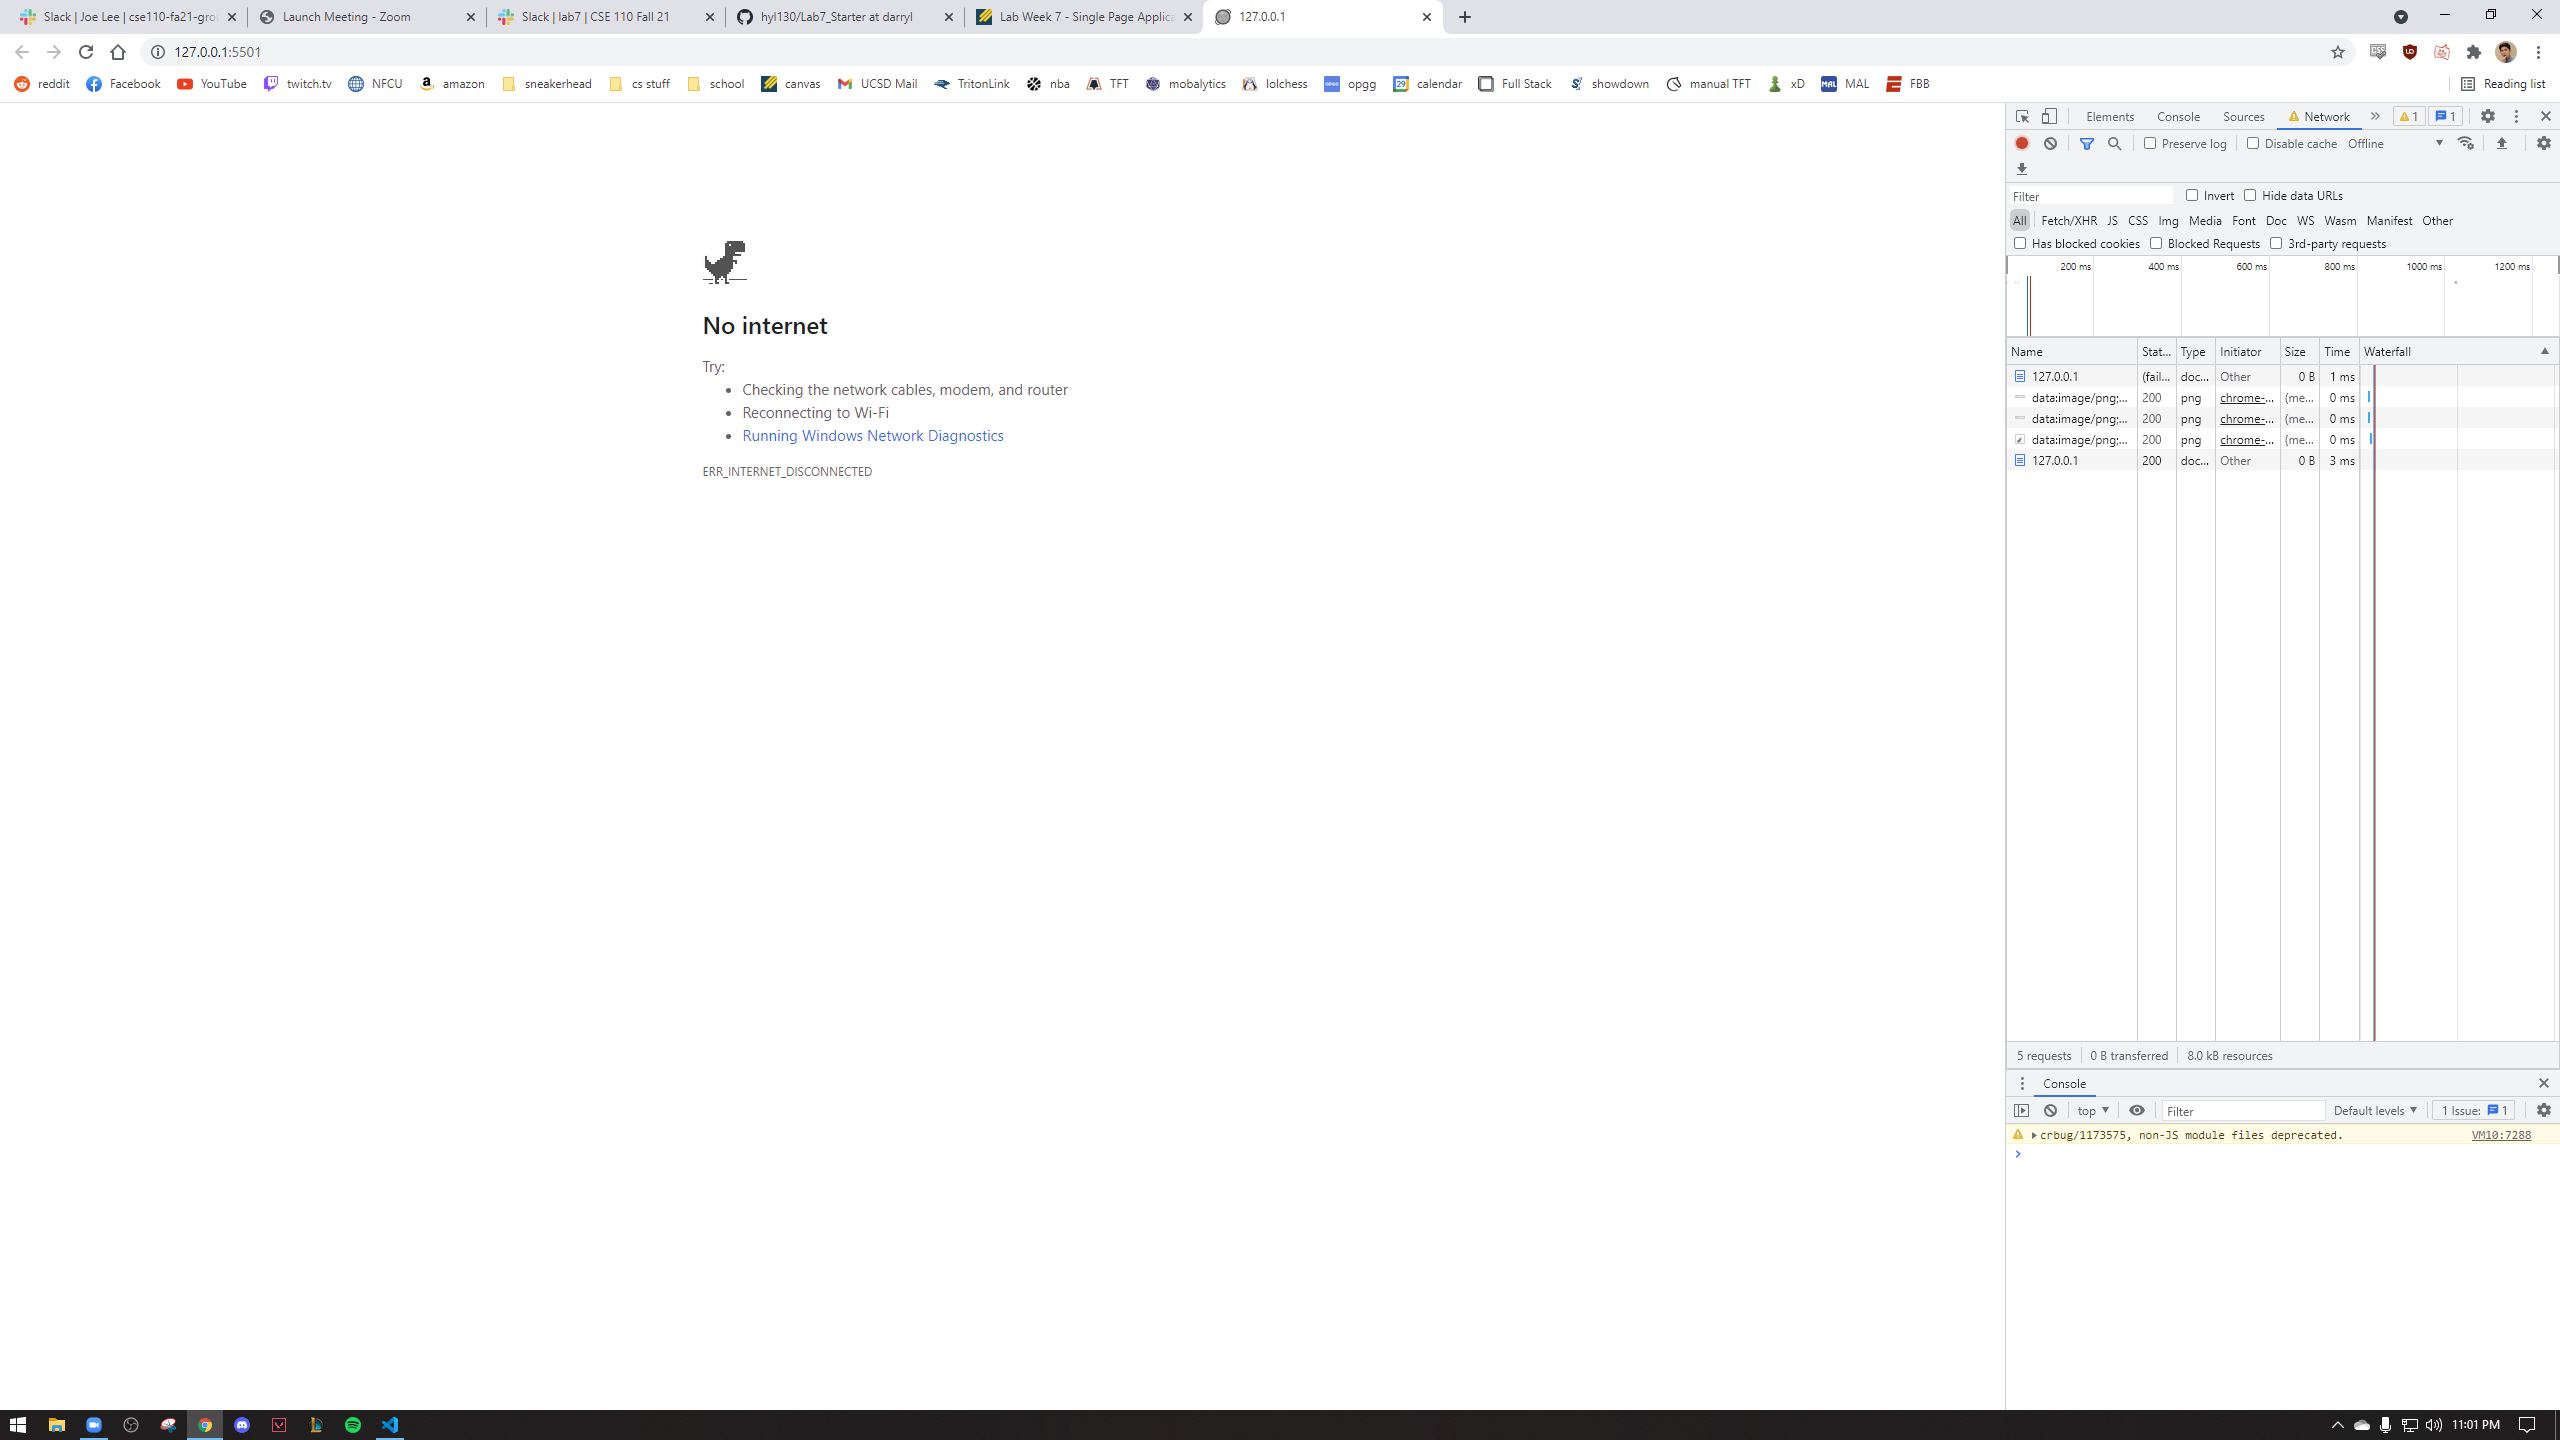 Slack | Joe Lee | cse110-fa21-gro
Launch Meeting - Zoom
Slack | lab7 | CSE 110 Fall 21
hyl130/Lab7_Starter at darryl
Lab Week 7 - Single Page Applica
127.0.0.1
127.0.0.1:5501
reddit
Facebook
YouTube
twitch.tv
NFCU
amazon
sneakerhead
cs stuff
school
canvas
UCSD Mail
TritonLink
nba
TFT
mobalytics
lolchess
opgg
calendar
Full Stack
showdown
manual TFT
xD
MAL
FBB
Reading list
No internet
Try:
• Checking the network cables, modem, and router
• Reconnecting to Wi-Fi
• Running Windows Network Diagnostics
ERR_INTERNET_DISCONNECTED
Elements Console Sources Network » 1 1
Preserve log Disable cache Offline
Filter Invert Hide data URLs
All Fetch/XHR JS CSS Img Media Font Doc WS Wasm Manifest Other
Has blocked cookies Blocked Requests 3rd-party requests
200 ms 400 ms 600 ms 800 ms 1000 ms 1200 ms
Name Stat... Type Initiator Size Time Waterfall
127.0.0.1 (fail... doc... Other 0 B 1 ms
data:image/png;... 200 png chrome-... (me... 0 ms
data:image/png;... 200 png chrome-... (me... 0 ms
data:image/png;... 200 png chrome-... (me... 0 ms
127.0.0.1 200 doc... Other 0 B 3 ms
5 requests 0 B transferred 8.0 kB resources
Console
top Filter Default levels 1 Issue: 1
crbug/1173575, non-JS module files deprecated. VM10:7288
11:01 PM